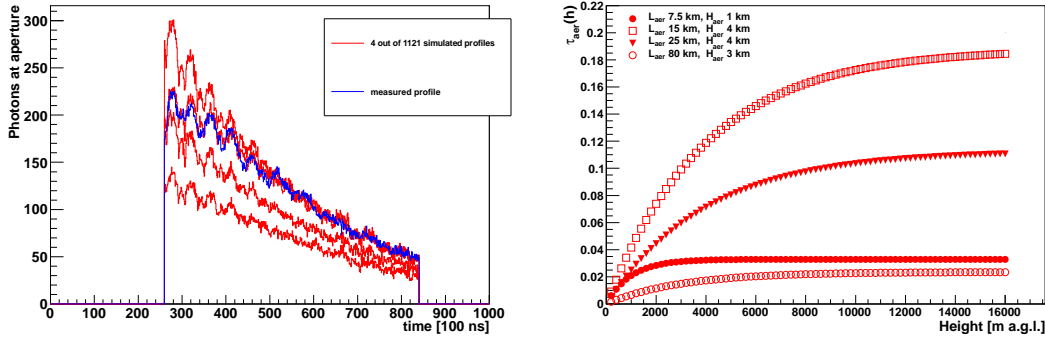 Photons at aperture
300
250
200
150
100
50
0
0 100 200 300 400 500 600 700 800 900 1000
time [100 ns]
4 out of 1121 simulated profiles
measured profile
τaer(h)
0.22
0.2
0.18
0.16
0.14
0.12
0.1
0.08
0.06
0.04
0.02
0
0 2000 4000 6000 8000 10000 12000 14000 16000
Height [m a.g.l.]
Laer 7.5 km, Haer 1 km
Laer 15 km, Haer 4 km
Laer 25 km, Haer 4 km
Laer 80 km, Haer 3 km